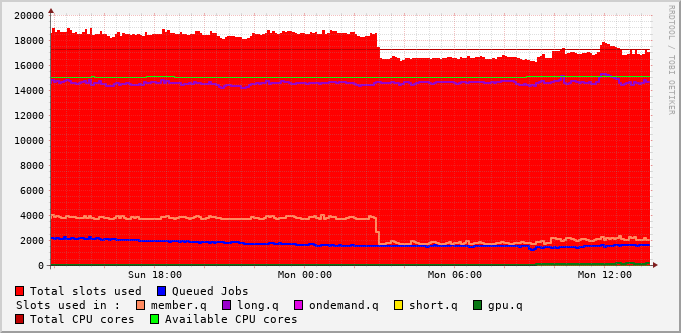 20000
18000
16000
14000
12000
10000
8000
6000
4000
2000
0
Sun 18:00 Mon 00:00 Mon 06:00 Mon 12:00
RRDTOOL / TOBI OETIKER
Total slots used Queued Jobs
Slots used in : member.q long.q ondemand.q short.q gpu.q
Total CPU cores Available CPU cores